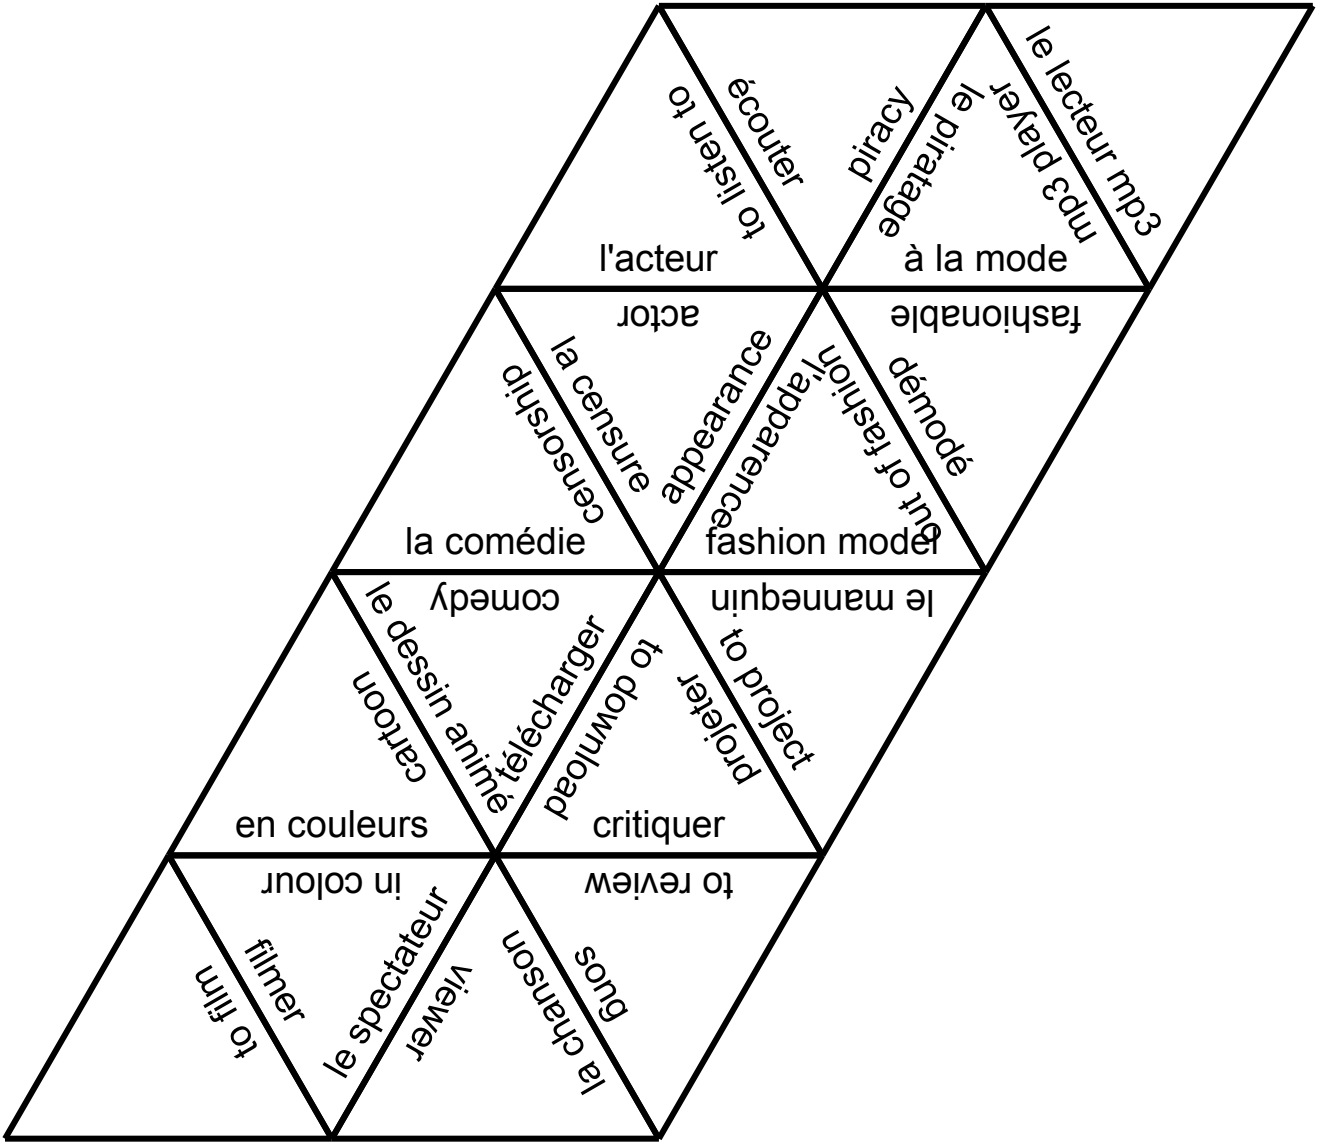 le lecteur mp3
écouter
to listen to
piracy
le piratage
mp3 player
l'acteur
à la mode
actor
fashionable
la censure
censorship
appearance
l'apparence
out of fashion
démodé
la comédie
fashion model
comedy
le mannequin
le dessin animé
cartoon
télécharger
to download
projeter
to project
en couleurs
critiquer
in colour
to review
filmer
to film
le spectateur
viewer
la chanson
song